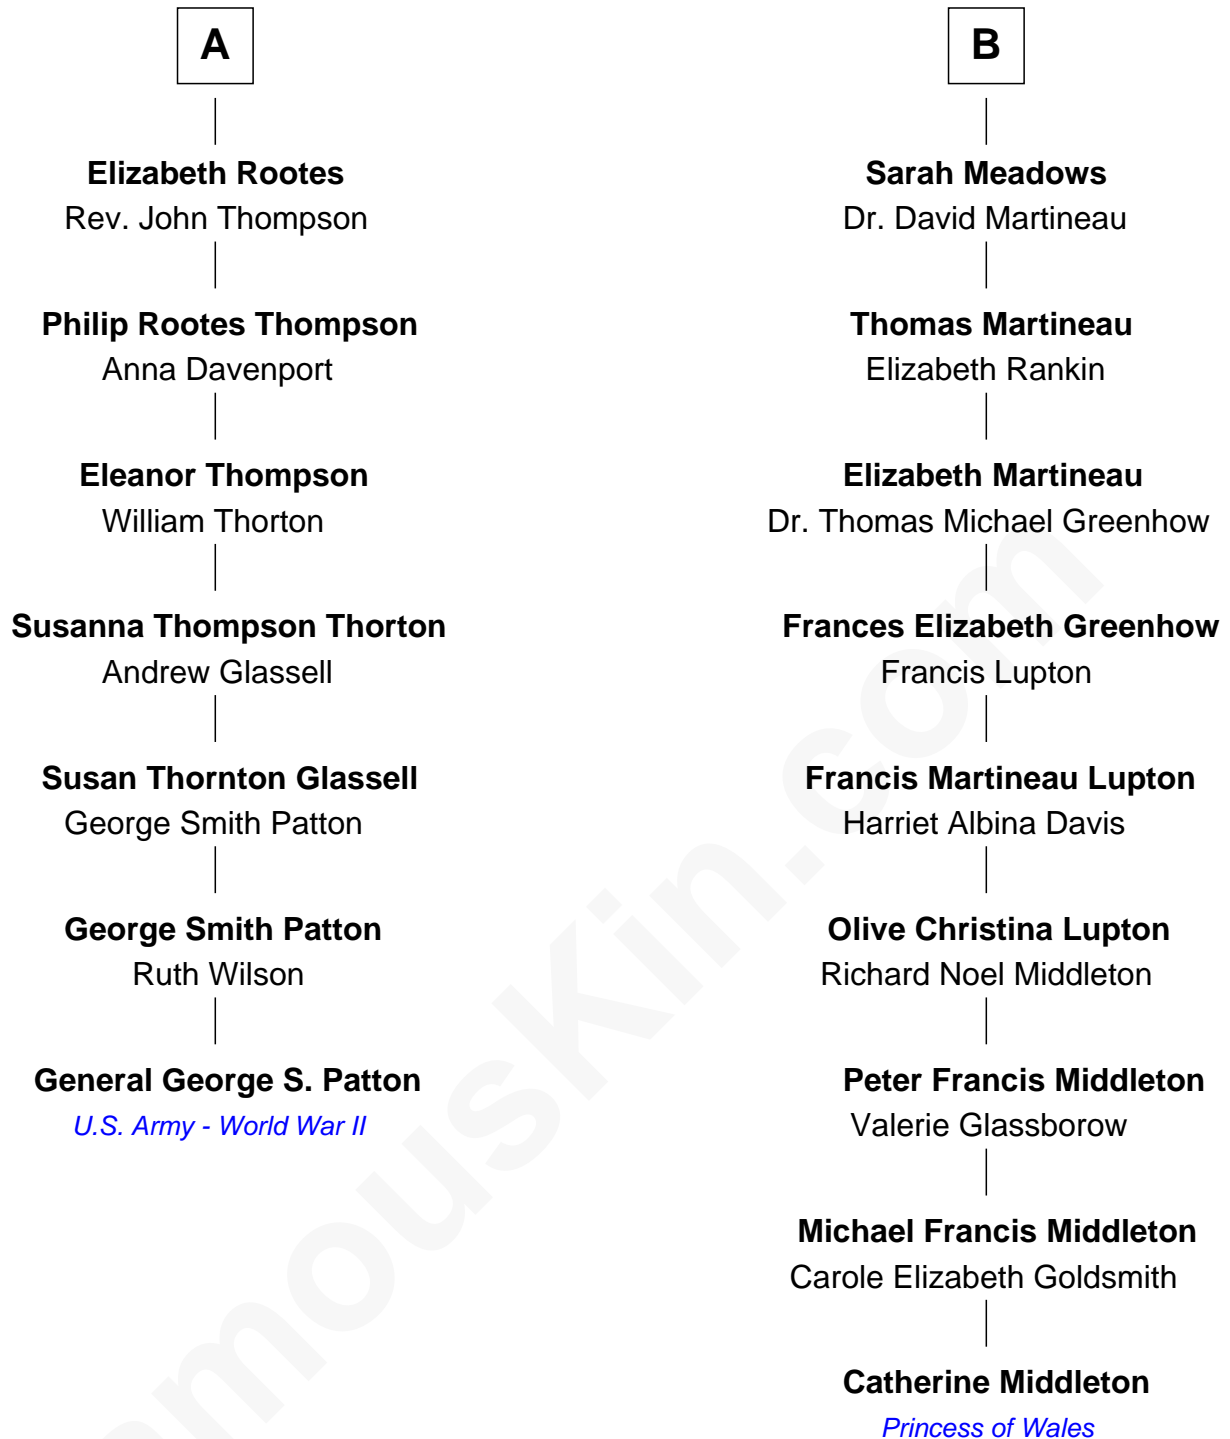 A
Elizabeth Rootes
Rev. John Thompson
Philip Rootes Thompson
Anna Davenport
Eleanor Thompson
William Thorton
Susanna Thompson Thorton
Andrew Glassell
Susan Thornton Glassell
George Smith Patton
George Smith Patton
Ruth Wilson
General George S. Patton
U.S. Army - World War II
B
Sarah Meadows
Dr. David Martineau
Thomas Martineau
Elizabeth Rankin
Elizabeth Martineau
Dr. Thomas Michael Greenhow
Frances Elizabeth Greenhow
Francis Lupton
Francis Martineau Lupton
Harriet Albina Davis
Olive Christina Lupton
Richard Noel Middleton
Peter Francis Middleton
Valerie Glassborow
Michael Francis Middleton
Carole Elizabeth Goldsmith
Catherine Middleton
Princess of Wales
amousKin.com